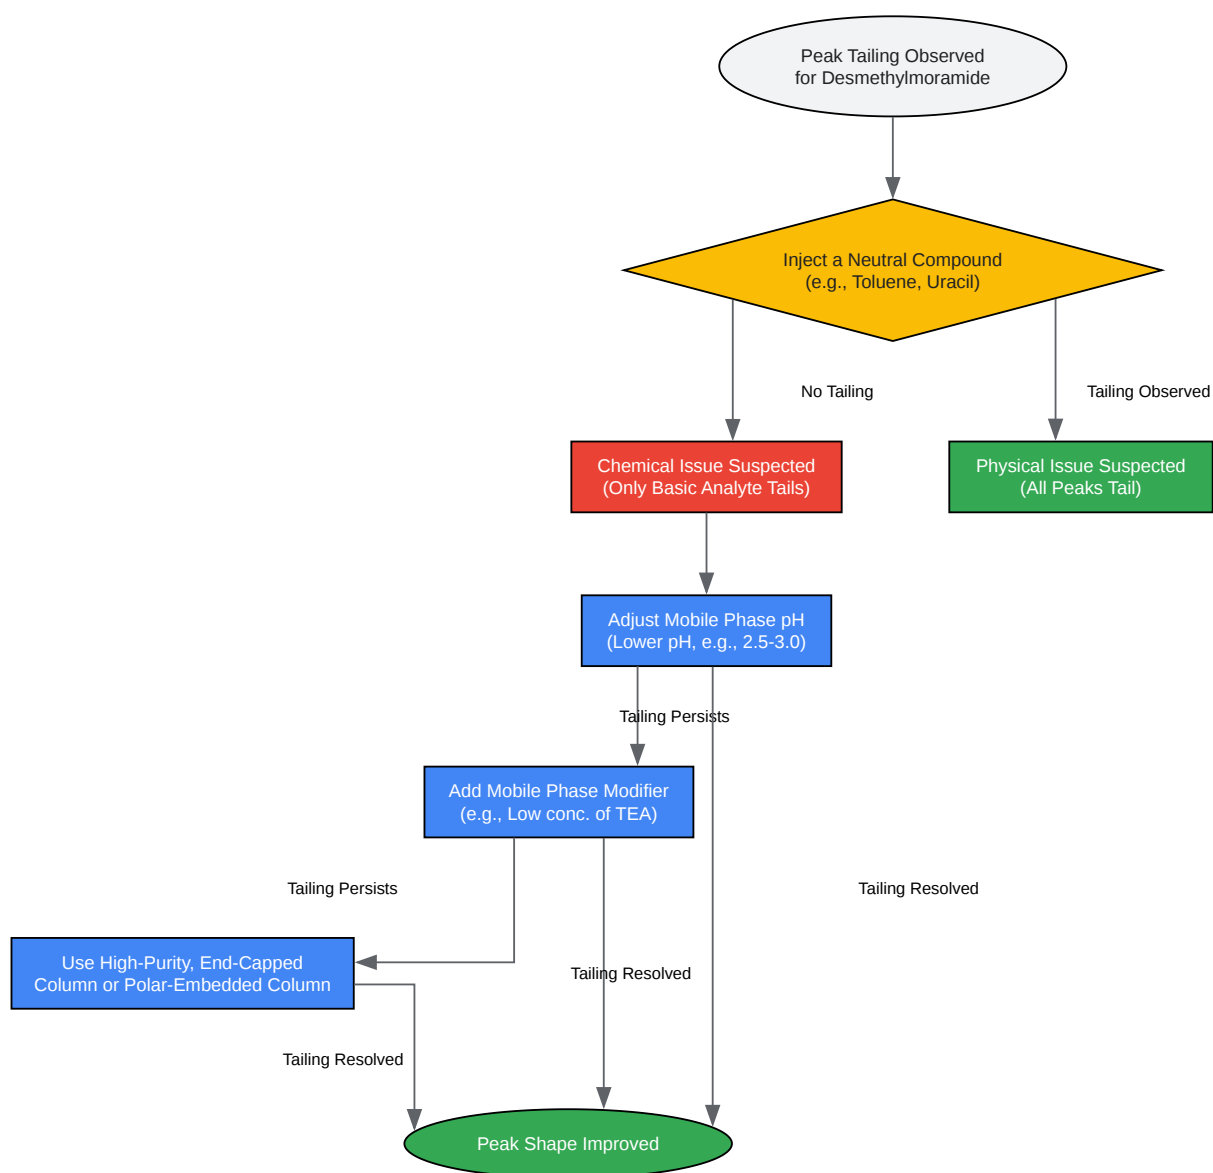 Peak Tailing Observed
for Desmethylmoramide
Inject a Neutral Compound
(e.g., Toluene, Uracil)
No Tailing
Tailing Observed
Chemical Issue Suspected
(Only Basic Analyte Tails)
Physical Issue Suspected
(All Peaks Tail)
Adjust Mobile Phase pH
(Lower pH, e.g., 2.5-3.0)
Tailing Persists
Add Mobile Phase Modifier
(e.g., Low conc. of TEA)
Tailing Persists
Tailing Resolved
Use High-Purity, End-Capped
Column or Polar-Embedded Column
Tailing Resolved
Tailing Resolved
Peak Shape Improved